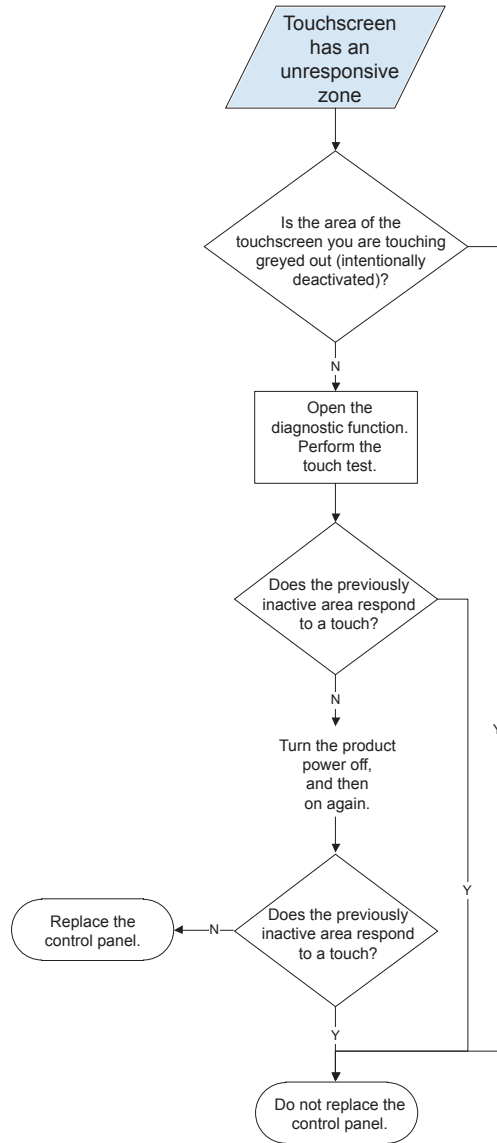 Touchscreen
has an
unresponsive
zone
Is the area of the
touchscreen you are touching
greyed out (intentionally
deactivated)?
N
Open the
diagnostic function.
Perform the
touch test.
Does the previously
inactive area respond
to a touch?
N
Y
Turn the product
power off,
and then
on again.
Y
Does the previously
inactive area respond
to a touch?
N
Replace the
control panel.
Y
Do not replace the
control panel.